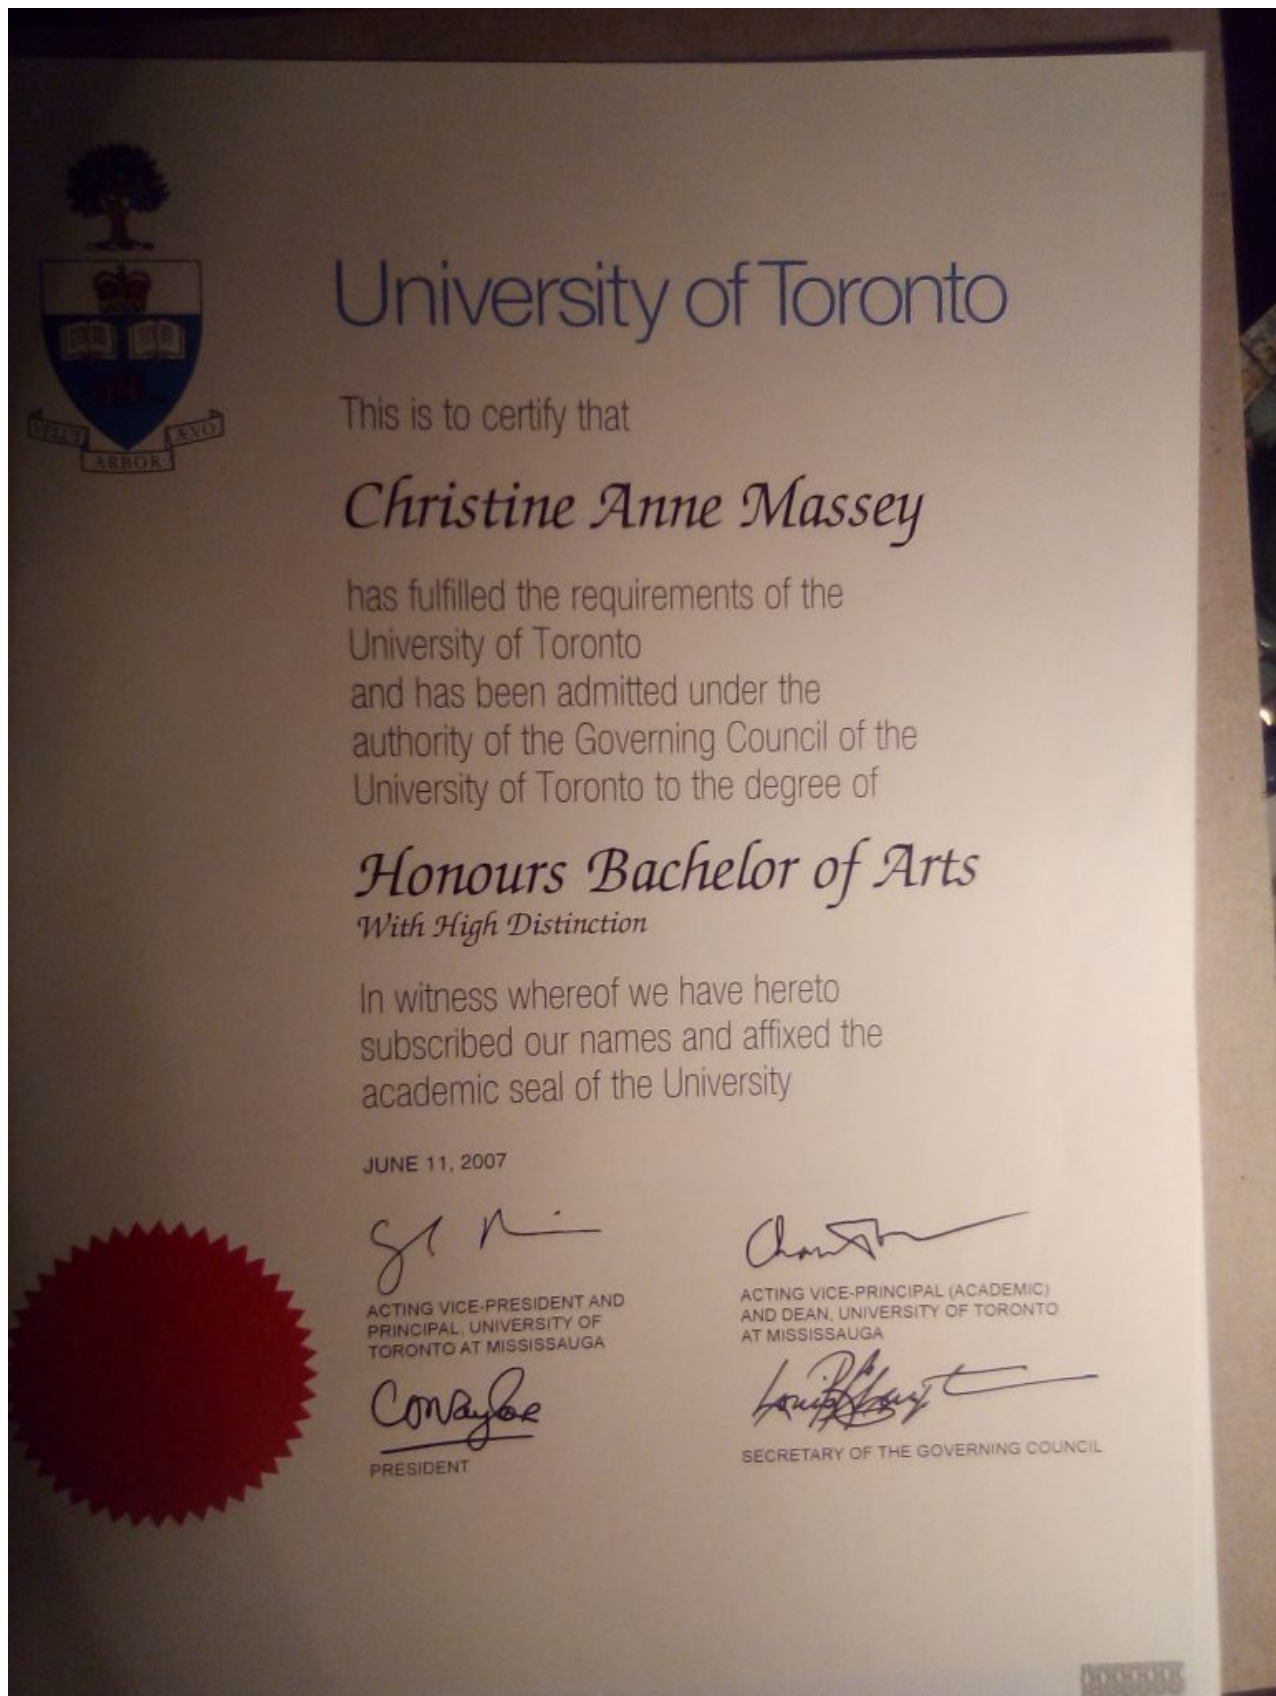 VELUT ARBOR ÆVO
University of Toronto
This is to certify that
Christine Anne Massey
has fulfilled the requirements of the
University of Toronto
and has been admitted under the
authority of the Governing Council of the
University of Toronto to the degree of
Honours Bachelor of Arts
With High Distinction
In witness whereof we have hereto
subscribed our names and affixed the
academic seal of the University
JUNE 11, 2007
ACTING VICE-PRESIDENT AND
PRINCIPAL, UNIVERSITY OF
TORONTO AT MISSISSAUGA
ACTING VICE-PRINCIPAL (ACADEMIC)
AND DEAN, UNIVERSITY OF TORONTO
AT MISSISSAUGA
PRESIDENT
SECRETARY OF THE GOVERNING COUNCIL